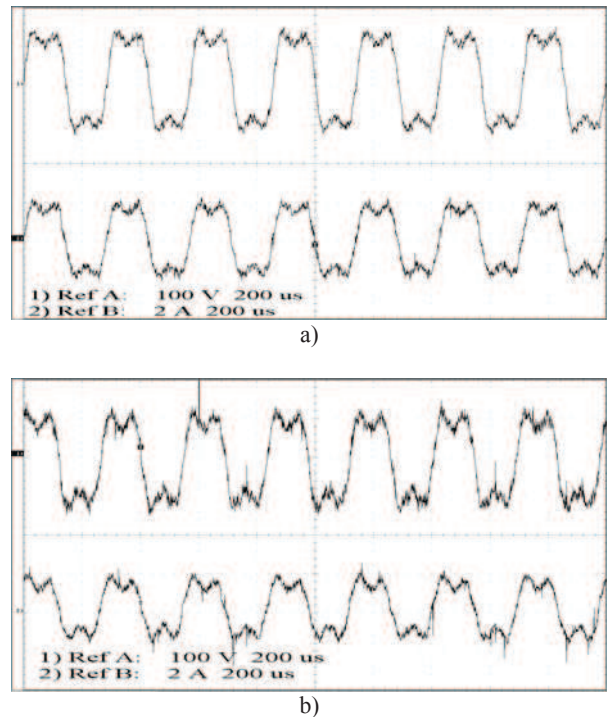 1) Ref A: 100 V 200 us
2) Ref B: 2 A 200 us
a)
1) Ref A: 100 V 200 us
2) Ref B: 2 A 200 us
b)